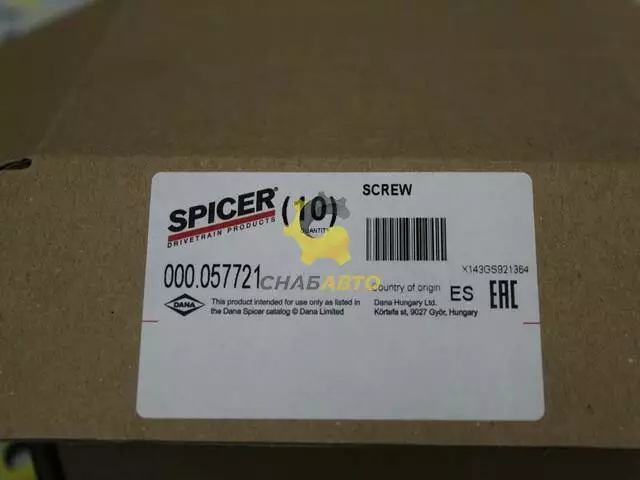 SPICER®
DRIVETRAIN PRODUCTS
(10)
QUANTITY
SCREW
000.057721
СНАБАВТО
X143GS921364
DANA
This product intended for use only as listed in
the Dana Spicer catalog © Dana Limited
Country of origin ES
Dana Hungary Ltd.
Körtefa st, 9027 Győr, Hungary
EAC